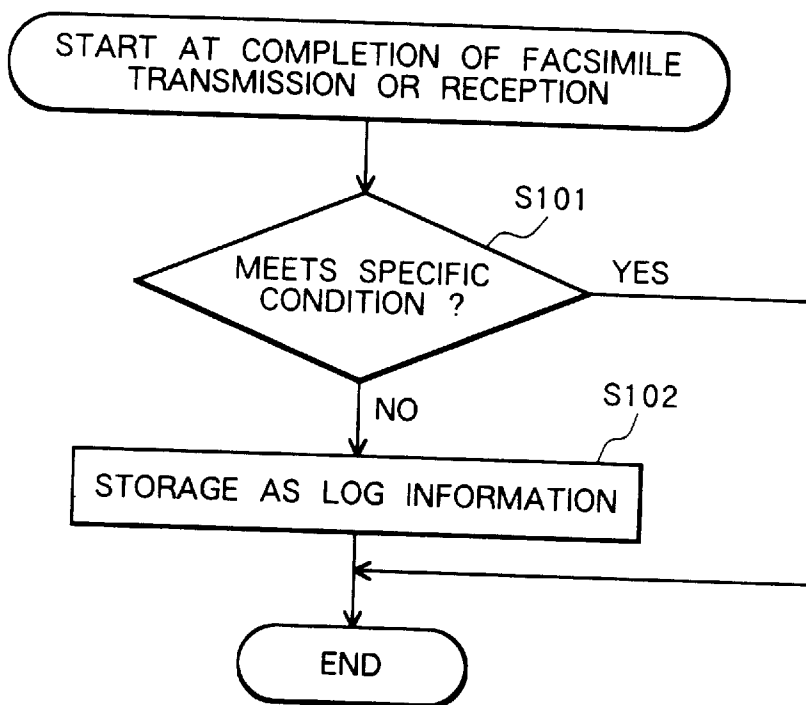 START AT COMPLETION OF FACSIMILE
TRANSMISSION OR RECEPTION
S101
MEETS SPECIFIC
CONDITION ?
YES
NO
S102
STORAGE AS LOG INFORMATION
END